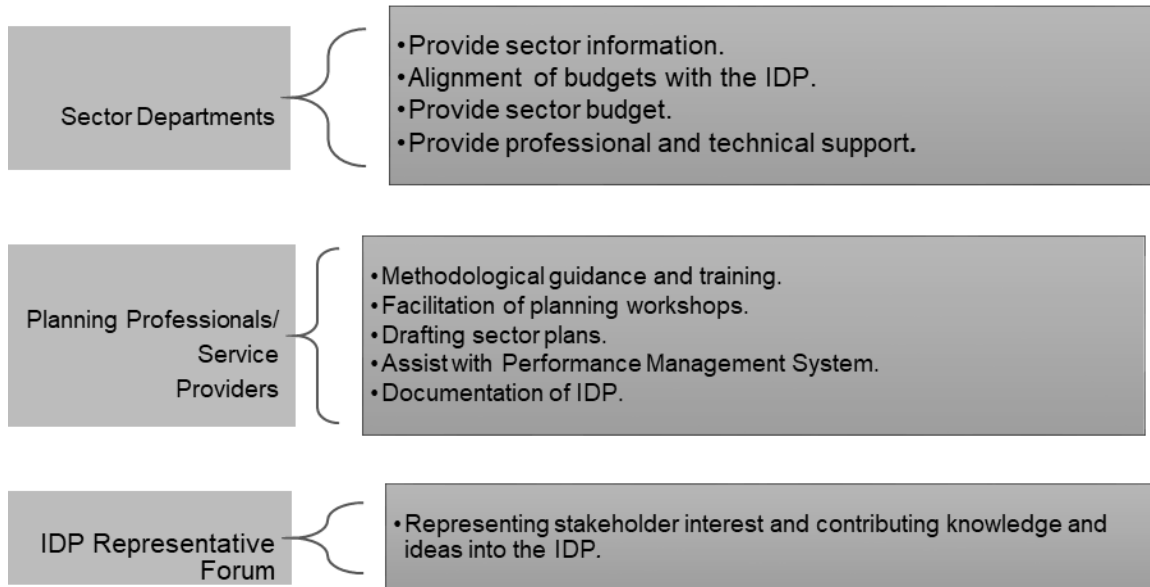 Sector Departments
•Provide sector information.
•Alignment of budgets with the IDP.
•Provide sector budget.
•Provide professional and technical support.
Planning Professionals/
Service
Providers
•Methodological guidance and training.
•Facilitation of planning workshops.
•Drafting sector plans.
•Assist with Performance Management System.
•Documentation of IDP.
IDP Representative
Forum
•Representing stakeholder interest and contributing knowledge and
ideas into the IDP.